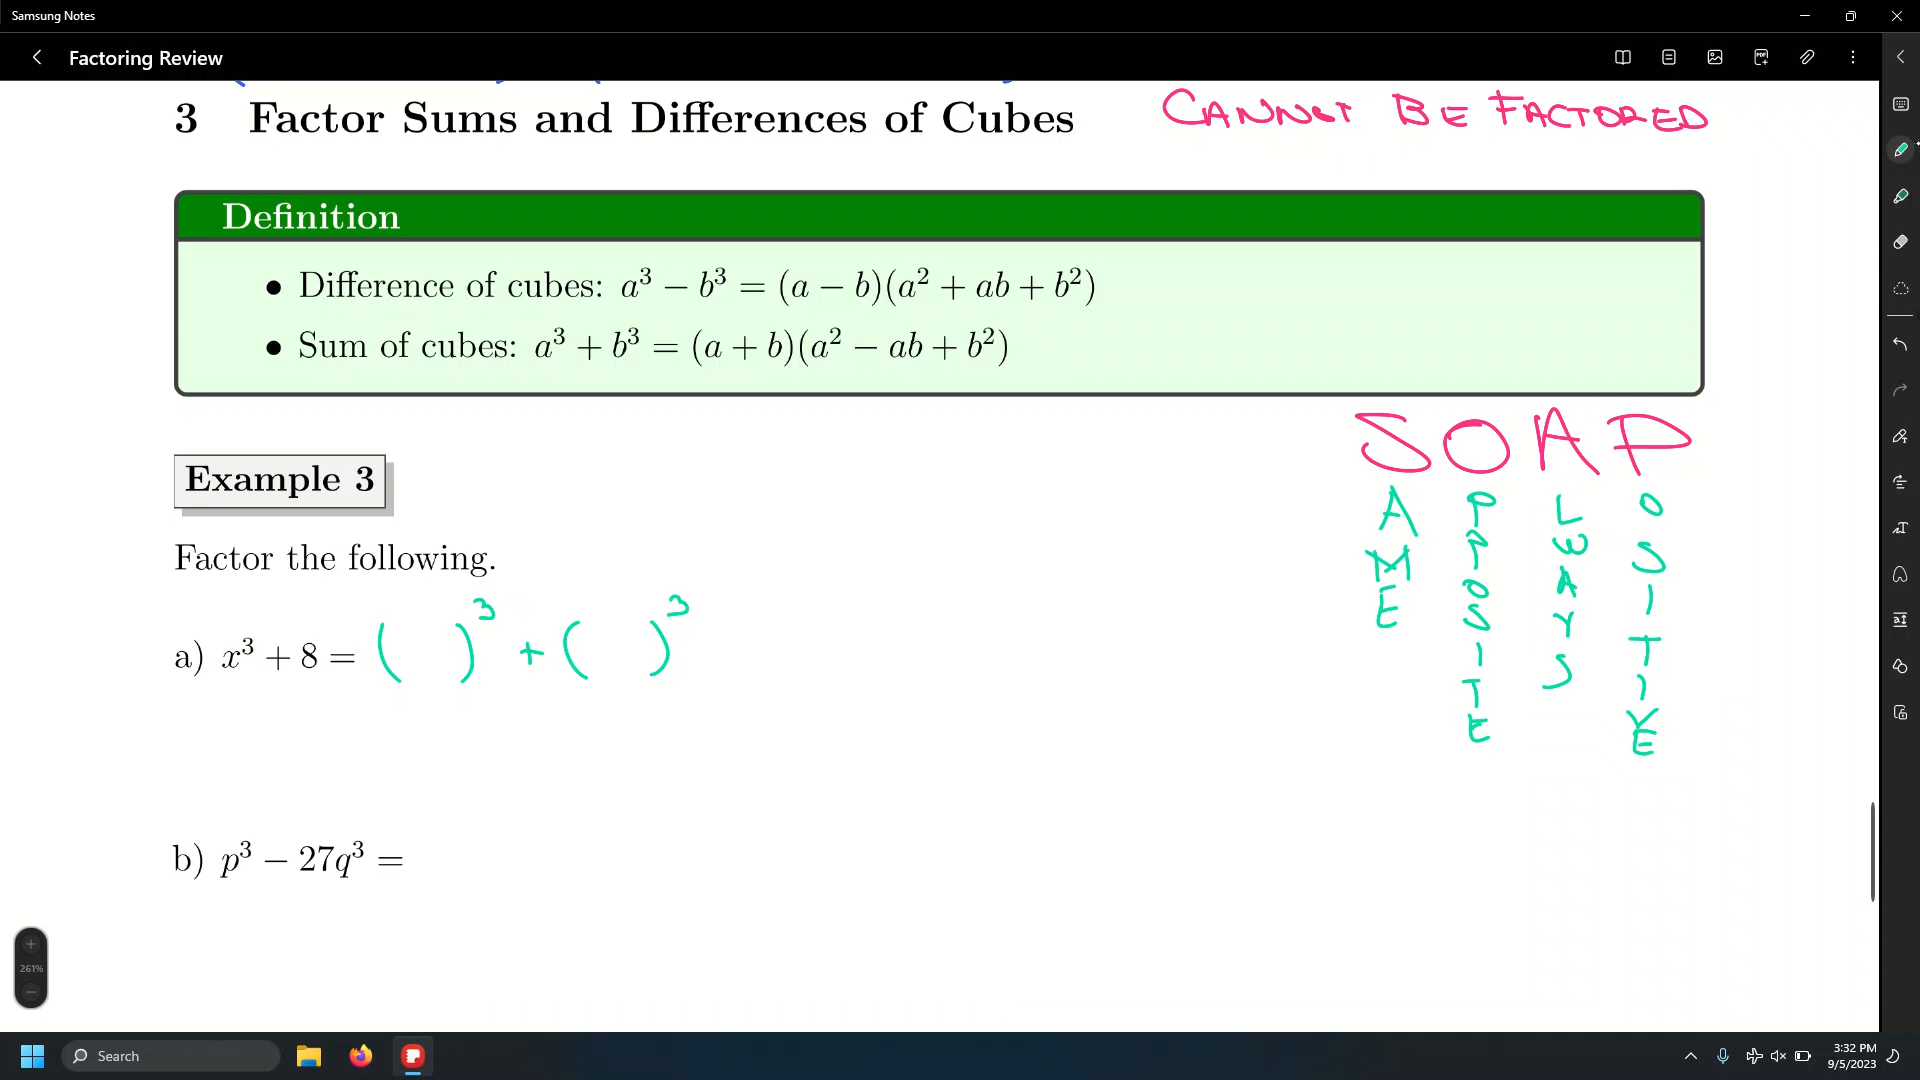 Samsung Notes
Factoring Review
3 Factor Sums and Differences of Cubes
CANNOT BE FACTORED
Definition
• Difference of cubes: a³ − b³ = (a − b)(a² + ab + b²)
• Sum of cubes: a³ + b³ = (a + b)(a² − ab + b²)
SOAP
SAME
OPPOSITE
ALWAYS
POSITIVE
Example 3
Factor the following.
a) x³ + 8 = ( )³ + ( )³
b) p³ − 27q³ =
261%
Search
3:32 PM
9/5/2023